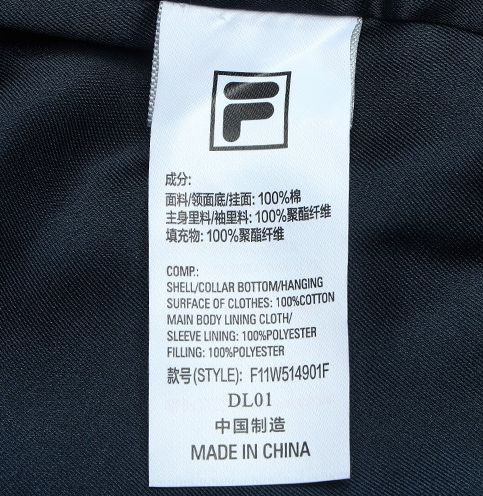 F
成分:
面料/领面底/挂面: 100%棉
主身里料/袖里料: 100%聚酯纤维
填充物: 100%聚酯纤维
COMP.:
SHELL/COLLAR BOTTOM/HANGING
SURFACE OF CLOTHES: 100%COTTON
MAIN BODY LINING CLOTH/
SLEEVE LINING: 100%POLYESTER
FILLING: 100%POLYESTER
款号(STYLE): F11W514901F
DL01
中国制造
MADE IN CHINA